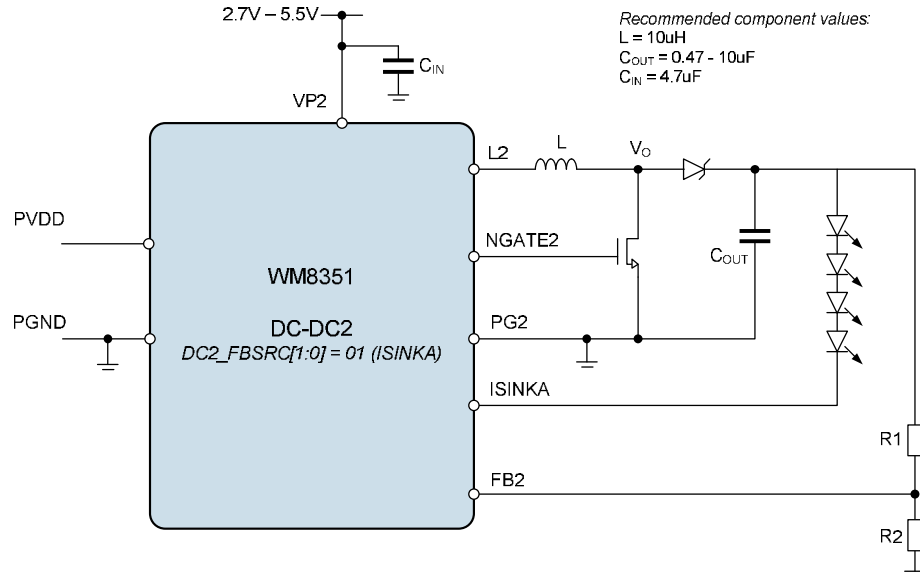 2.7V – 5.5V
Recommended component values:
L = 10uH
COUT = 0.47 - 10uF
CIN = 4.7uF
CIN
VP2
L2
L
VO
PVDD
NGATE2
COUT
WM8351
PGND
DC-DC2
PG2
DC2_FBSRC[1:0] = 01 (ISINKA)
ISINKA
R1
FB2
R2